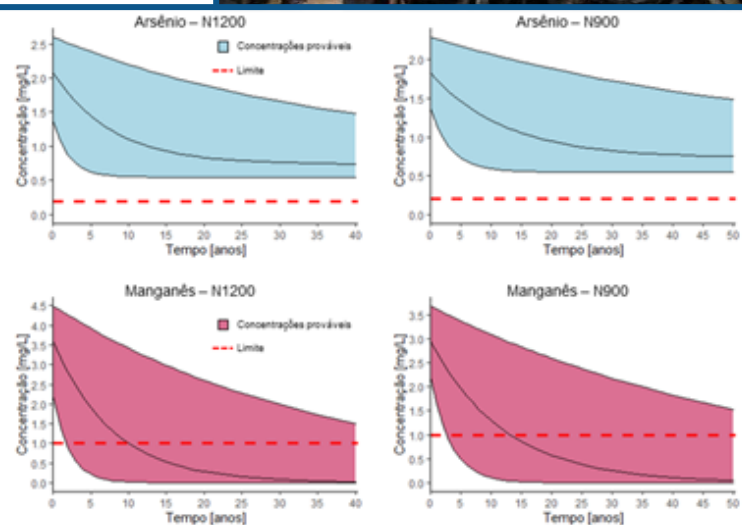 Arsênio – N1200
Concentração [mg/L]
2.5
2.0
1.5
1.0
0.5
0.0
Concentrações prováveis
Limite
0 5 10 15 20 25 30 35 40
Tempo [anos]
Arsênio – N900
Concentração [mg/L]
2.0
1.5
1.0
0.5
0.0
0 5 10 15 20 25 30 35 40 45 50
Tempo [anos]
Manganês – N1200
Concentração [mg/L]
4.5
4.0
3.5
3.0
2.5
2.0
1.5
1.0
0.5
0.0
Concentrações prováveis
Limite
0 5 10 15 20 25 30 35 40
Tempo [anos]
Manganês – N900
Concentração [mg/L]
3.5
3.0
2.5
2.0
1.5
1.0
0.5
0.0
0 5 10 15 20 25 30 35 40 45 50
Tempo [anos]